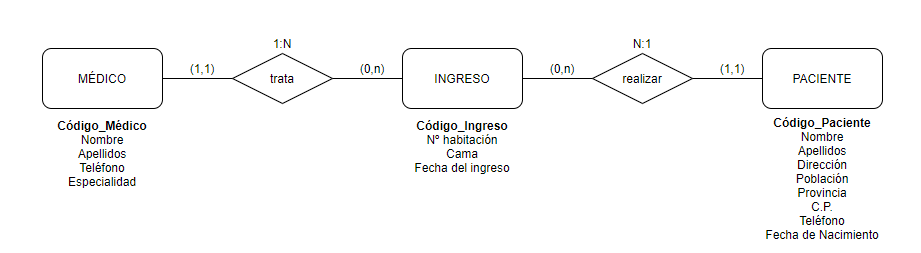 1:N
N:1
MÉDICO
(1,1)
trata
(0,n)
INGRESO
(0,n)
realizar
(1,1)
PACIENTE
Código_Médico
Nombre
Apellidos
Teléfono
Especialidad
Código_Ingreso
Nº habitación
Cama
Fecha del ingreso
Código_Paciente
Nombre
Apellidos
Dirección
Población
Provincia
C.P.
Teléfono
Fecha de Nacimiento